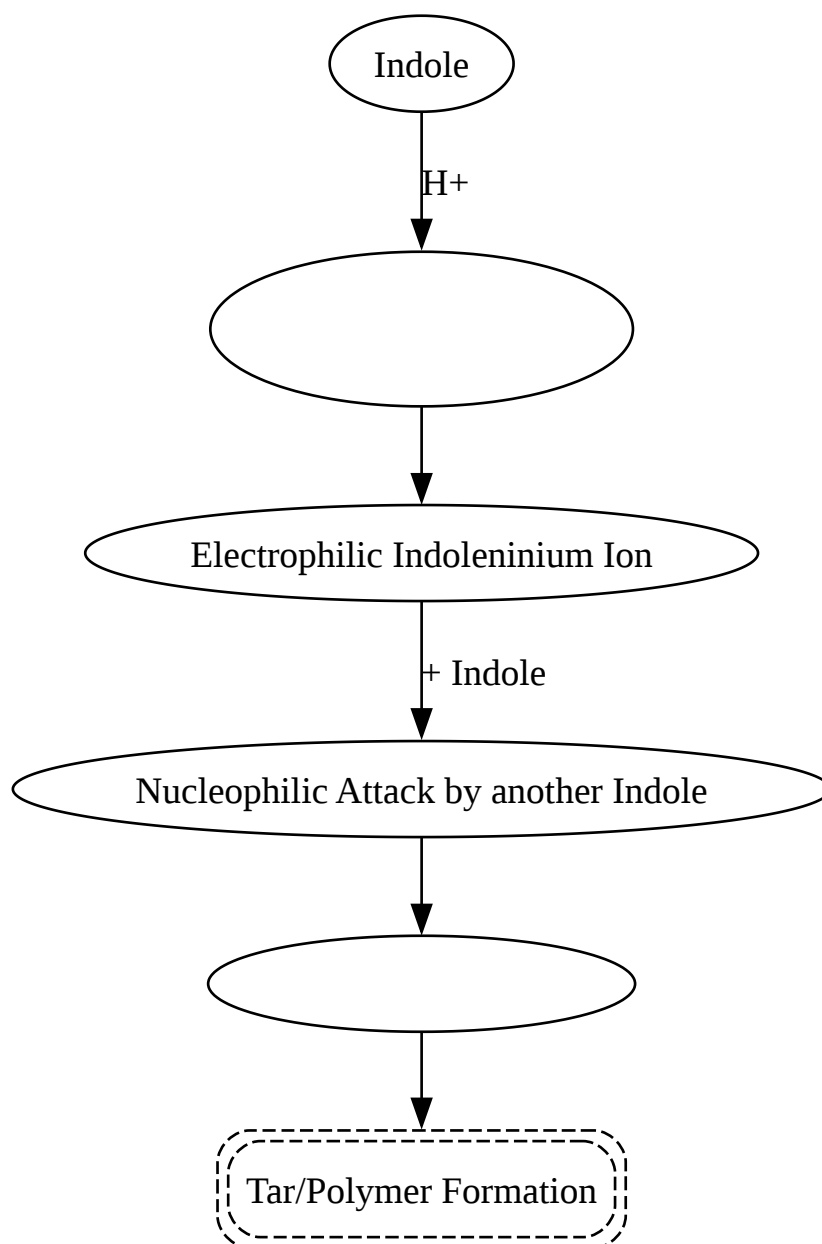 Indole
H+
Electrophilic Indoleninium Ion
+ Indole
Nucleophilic Attack by another Indole
Tar/Polymer Formation